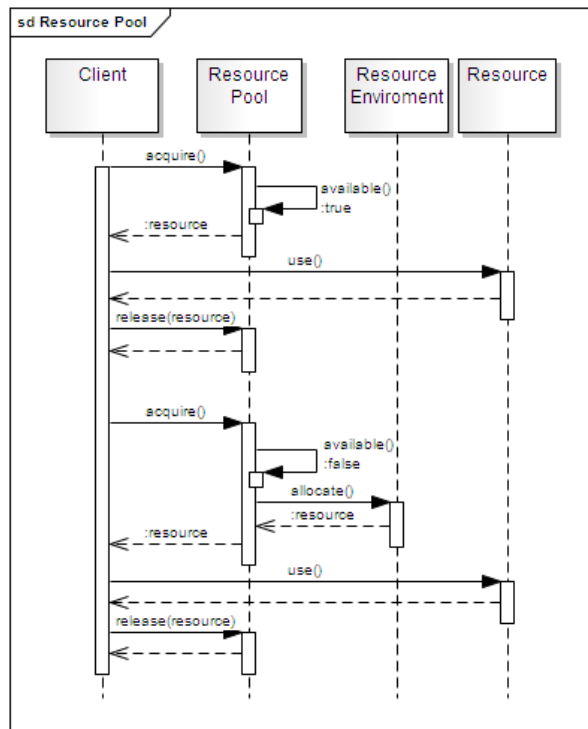 sd Resource Pool
Client
Resource
Pool
Resource
Enviroment
Resource
acquire()
available()
:true
:resource
use()
release(resource)
acquire()
available()
:false
allocate()
:resource
:resource
use()
release(resource)